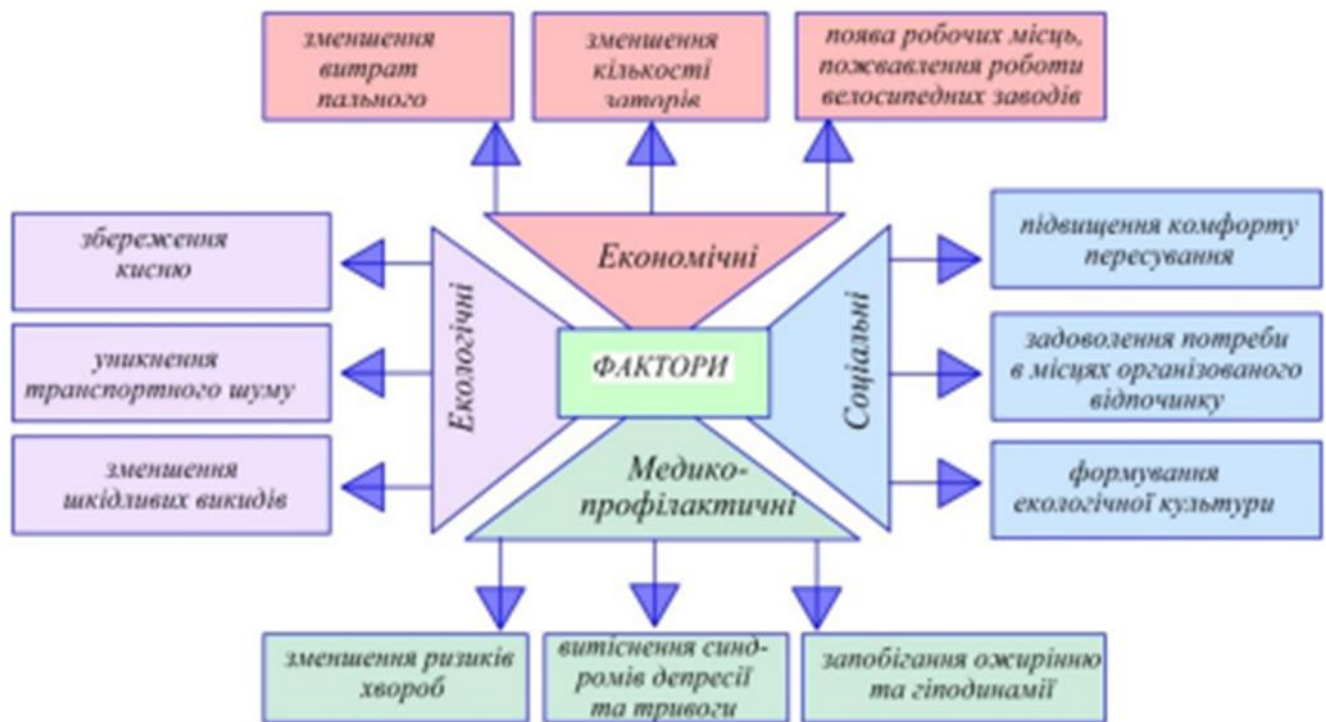 зменшення
витрат
пального
зменшення
кількості
заторів
поява робочих місць,
пожвавлення роботи
велосипедних заводів
Економічні
збереження
кисню
уникнення
транспортного шуму
зменшення
шкідливих викидів
Екологічні
ФАКТОРИ
Соціальні
підвищення комфорту
пересування
задоволення потреби
в місцях організованого
відпочинку
формування
екологічної культури
Медико-
профілактичні
зменшення ризиків
хвороб
витіснення синд-
ромів депресії
та тривоги
запобігання ожирінню
та гіподинамії